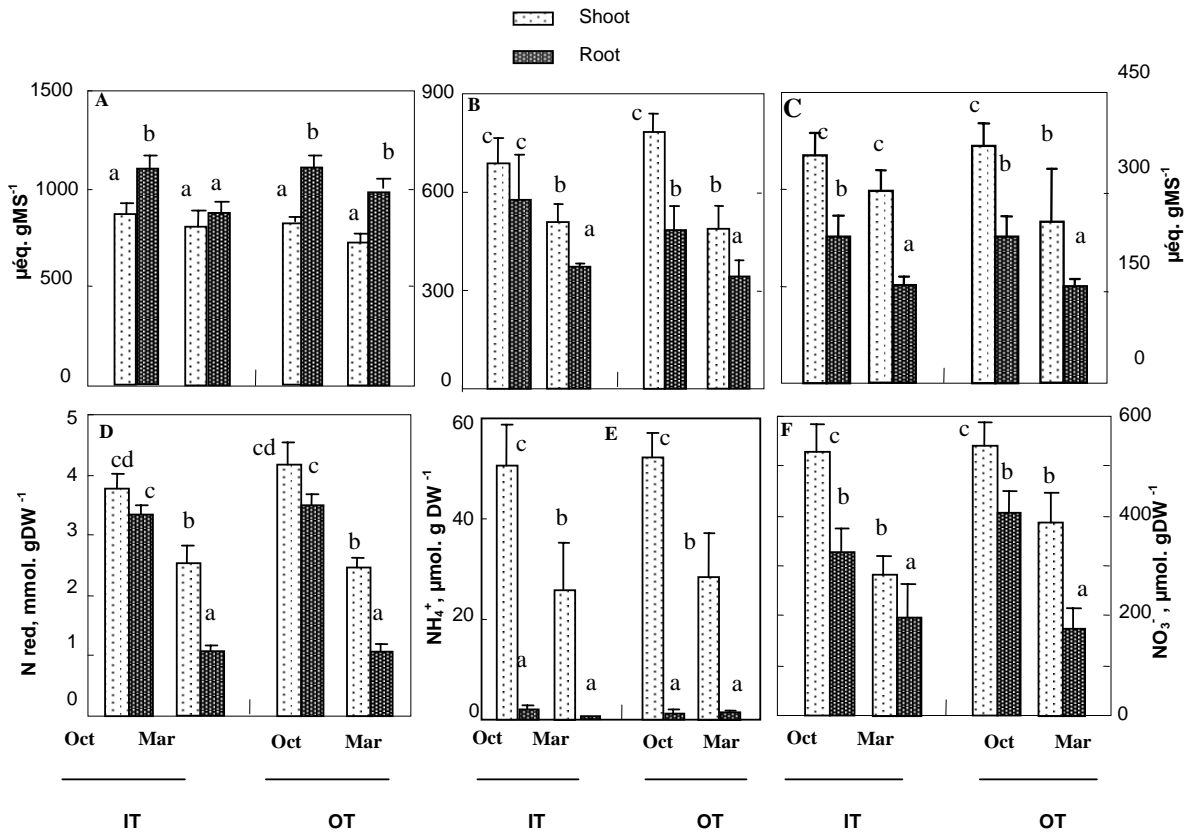 Shoot
Root
A
1500
1000
500
0
µéq. gMS⁻¹
a b a a a b a b
B
900
600
300
0
c c b a c b b a
C
450
300
150
0
µéq. gMS⁻¹
c b c a c b b a
D
5
4
3
2
1
0
N red, mmol. gDW ⁻¹
cd c b a cd c b a
E
60
40
20
0
NH₄⁺, µmol. g DW ⁻¹
c a b a c a b a
F
600
400
200
0
NO₃⁻, µmol. gDW ⁻¹
c b b a c b b a
Oct Mar Oct Mar Oct Mar Oct Mar Oct Mar Oct Mar
IT OT IT OT IT OT